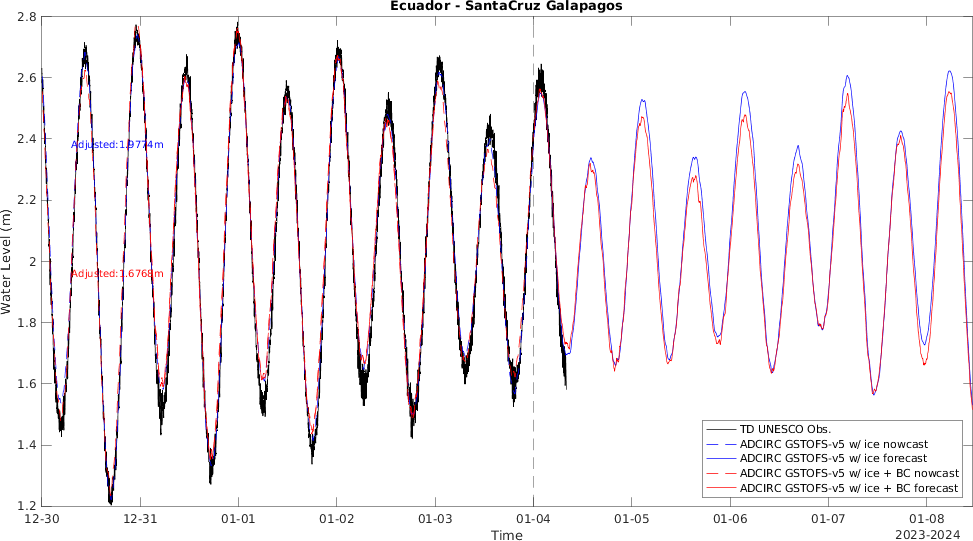 Ecuador - SantaCruz Galapagos
2.8
2.6
2.4
2.2
2
1.8
1.6
1.4
1.2
Water Level (m)
Adjusted:1.9774m
Adjusted:1.6768m
TD UNESCO Obs.
ADCIRC GSTOFS-v5 w/ ice nowcast
ADCIRC GSTOFS-v5 w/ ice forecast
ADCIRC GSTOFS-v5 w/ ice + BC nowcast
ADCIRC GSTOFS-v5 w/ ice + BC forecast
12-30 12-31 01-01 01-02 01-03 01-04 01-05 01-06 01-07 01-08
Time
2023-2024